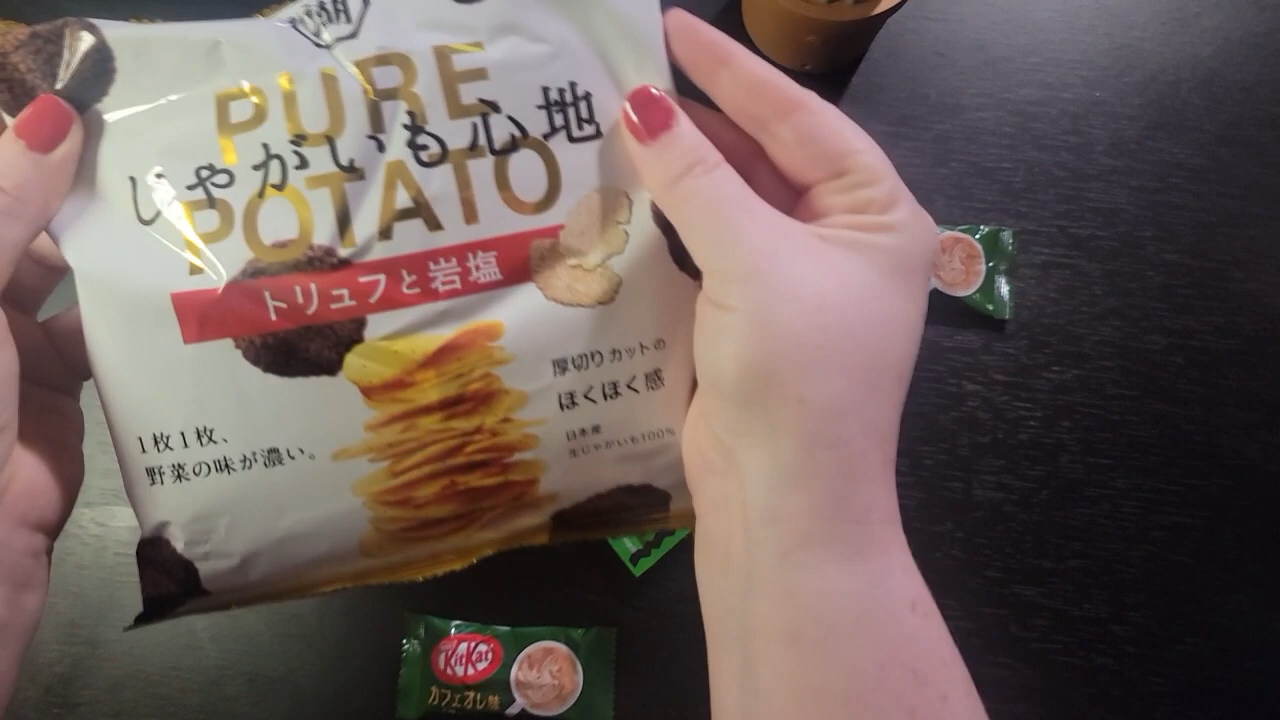 PURE
じゃがいも心地
POTATO
トリュフと岩塩
厚切りカットの
ほくほく感
日本産
生じゃがいも100%
1枚1枚、
野菜の味が濃い。
KitKat
カフェオレ味